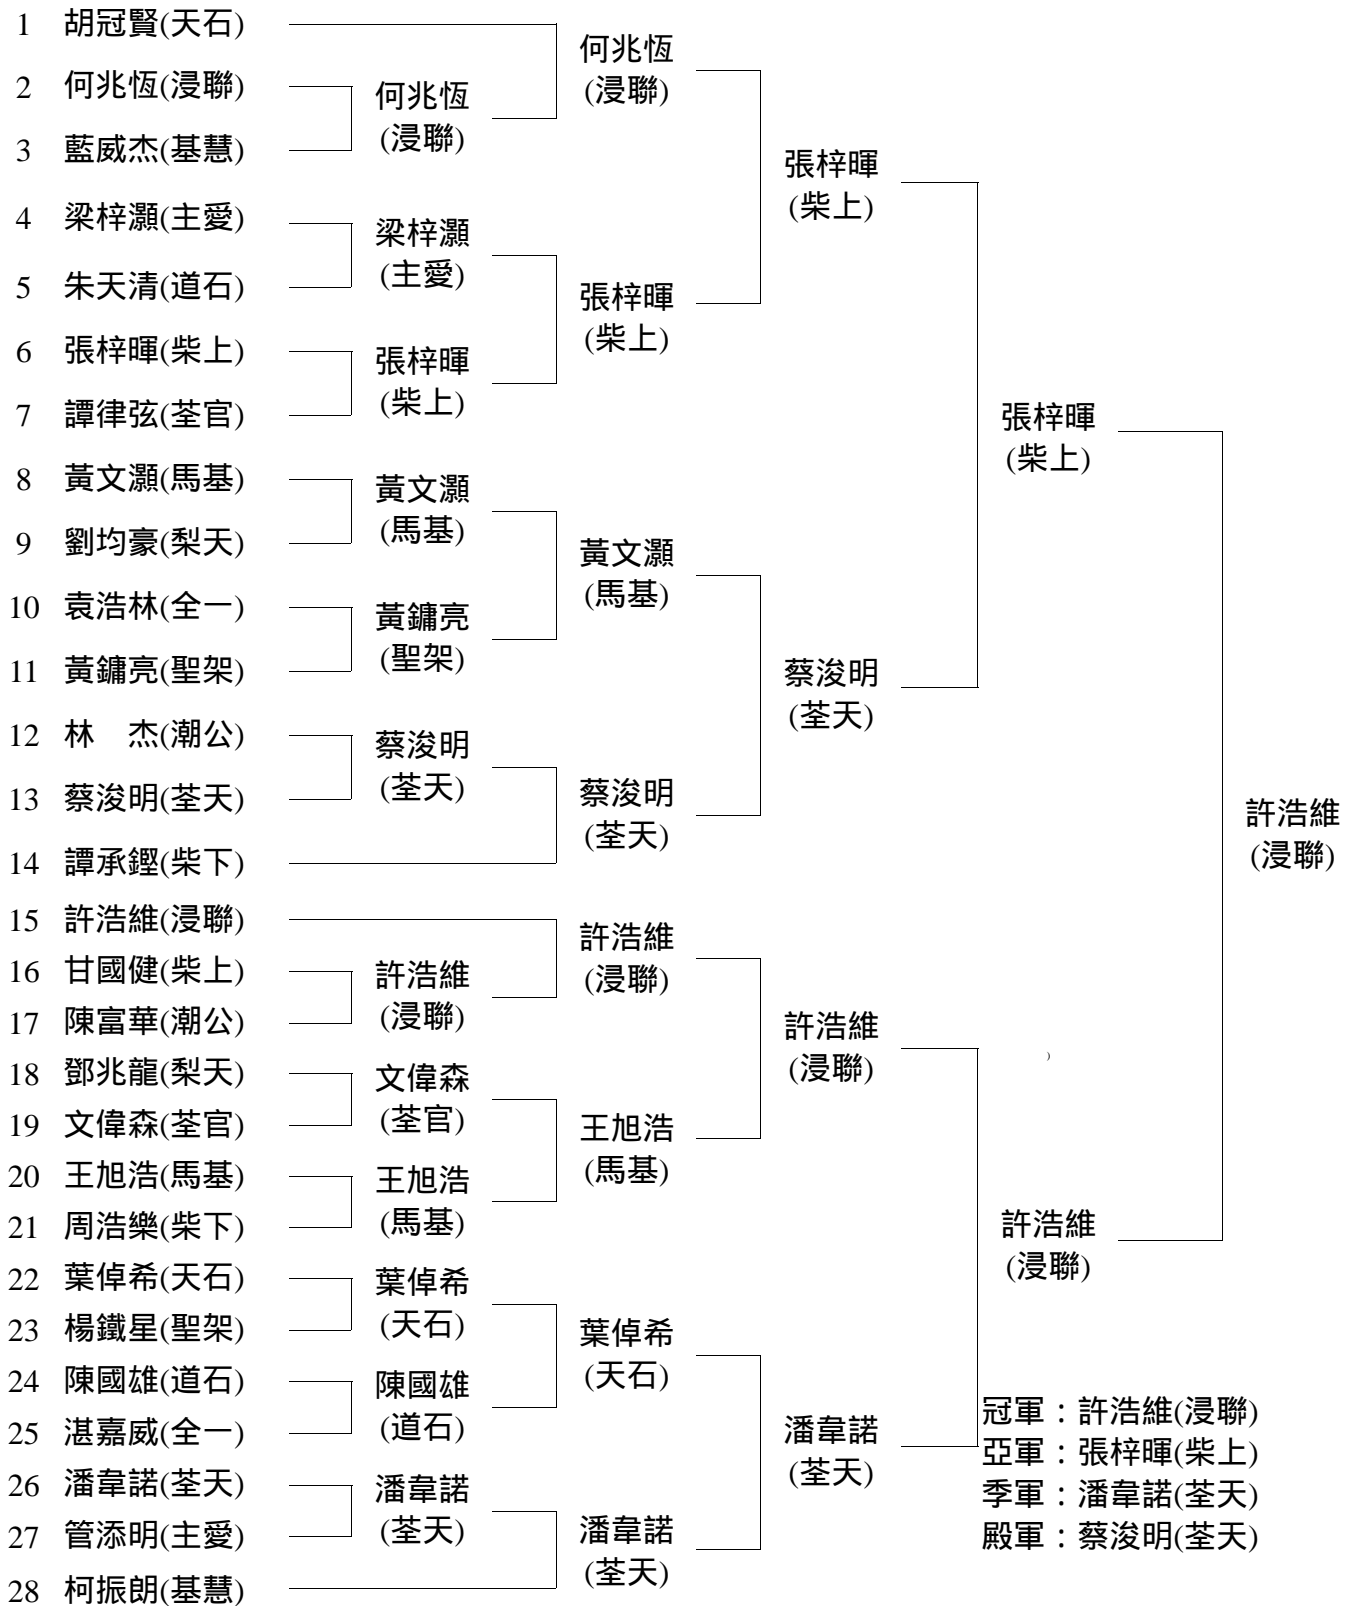 1 胡冠賢(天石)
2 何兆恆(浸聯)
3 藍威杰(基慧)
4 梁梓灝(主愛)
5 朱天清(道石)
6 張梓暉(柴上)
7 譚律弦(荃官)
8 黃文灝(馬基)
9 劉均豪(梨天)
10 袁浩林(全一)
11 黃鏞亮(聖架)
12 林　杰(潮公)
13 蔡浚明(荃天)
14 譚承鏗(柴下)
15 許浩維(浸聯)
16 甘國健(柴上)
17 陳富華(潮公)
18 鄧兆龍(梨天)
19 文偉森(荃官)
20 王旭浩(馬基)
21 周浩樂(柴下)
22 葉倬希(天石)
23 楊鐵星(聖架)
24 陳國雄(道石)
25 湛嘉威(全一)
26 潘韋諾(荃天)
27 管添明(主愛)
28 柯振朗(基慧)
何兆恆
(浸聯)
梁梓灝
(主愛)
張梓暉
(柴上)
黃文灝
(馬基)
黃鏞亮
(聖架)
蔡浚明
(荃天)
許浩維
(浸聯)
文偉森
(荃官)
王旭浩
(馬基)
葉倬希
(天石)
陳國雄
(道石)
潘韋諾
(荃天)
何兆恆
(浸聯)
張梓暉
(柴上)
黃文灝
(馬基)
蔡浚明
(荃天)
許浩維
(浸聯)
王旭浩
(馬基)
葉倬希
(天石)
潘韋諾
(荃天)
張梓暉
(柴上)
蔡浚明
(荃天)
許浩維
(浸聯)
潘韋諾
(荃天)
張梓暉
(柴上)
)
許浩維
(浸聯)
許浩維
(浸聯)
冠軍：許浩維(浸聯)
亞軍：張梓暉(柴上)
季軍：潘韋諾(荃天)
殿軍：蔡浚明(荃天)